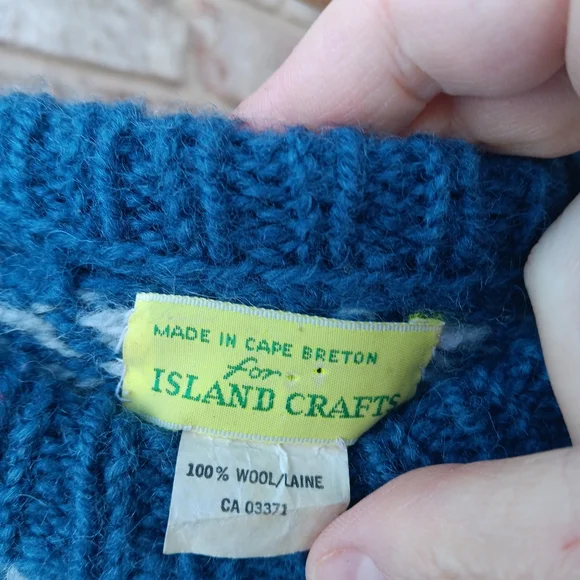 MADE IN CAPE BRETON
for
ISLAND CRAFTS
100% WOOL/LAINE
CA 03371